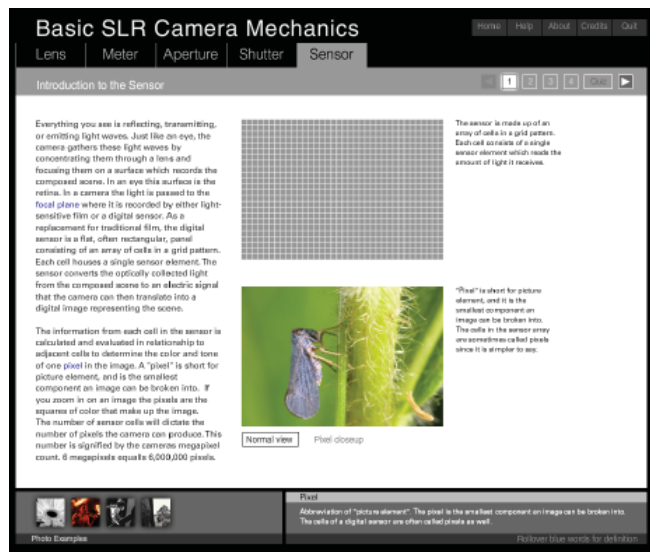 Basic SLR Camera Mechanics
Home Help About Credits Quit
Lens Meter Aperture Shutter Sensor
Introduction to the Sensor
1 2 3 4 Quiz
Everything you see is reflecting, transmitting,
or emitting light waves. Just like an eye, the
camera gathers these light waves by
concentrating them through a lens and
focusing them on a surface which records the
composed scene. In an eye this surface is the
retina. In a camera the light is passed to the
focal plane where it is recorded by either light-
sensitive film or a digital sensor. As a
replacement for traditional film, the digital
sensor is a flat, often rectangular, panel
consisting of an array of cells in a grid pattern.
Each cell houses a single sensor element. The
sensor converts the optically collected light
from the composed scene to an electric signal
that the camera can then translate into a
digital image representing the scene.
The information from each cell in the sensor is
calculated and evaluated in relationship to
adjacent cells to determine the color and tone
of one pixel in the image. A "pixel" is short for
picture element, and is the smallest
component an image can be broken into. If
you zoom in on an image the pixels are the
squares of color that make up the image.
The number of sensor cells will dictate the
number of pixels the camera can produce. This
number is signified by the cameras megapixel
count. 6 megapixels equals 6,000,000 pixels.
The sensor is made up of an
array of cells in a grid pattern.
Each cell consists of a single
sensor element which reads the
amount of light it receives.
"Pixel" is short for picture
element, and it is the
smallest component an
image can be broken into.
The cells in the sensor array
are sometimes called pixels
since it is simpler to say.
Normal view Pixel closeup
Photo Examples
Pixel
Abbreviation of "picture element". The pixel is the smallest component an image can be broken into.
The cells of a digital sensor are often called pixels as well.
Rollover blue words for definition